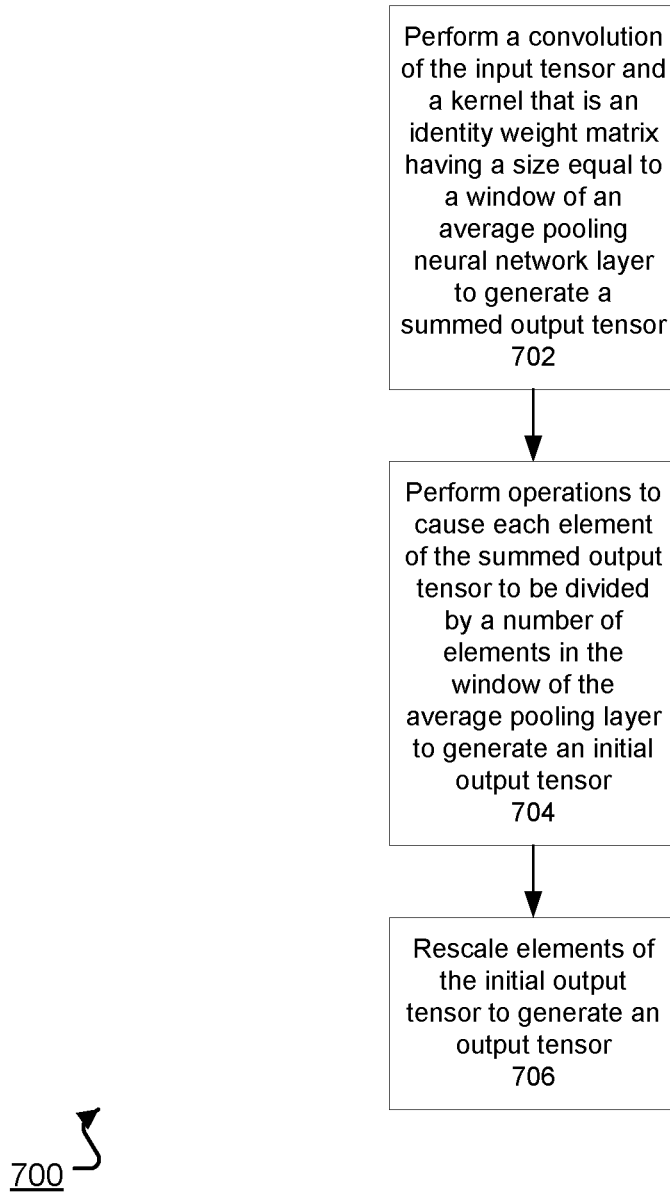 Perform a convolution
of the input tensor and
a kernel that is an
identity weight matrix
having a size equal to
a window of an
average pooling
neural network layer
to generate a
summed output tensor
702
Perform operations to
cause each element
of the summed output
tensor to be divided
by a number of
elements in the
window of the
average pooling layer
to generate an initial
output tensor
704
Rescale elements of
the initial output
tensor to generate an
output tensor
706
700